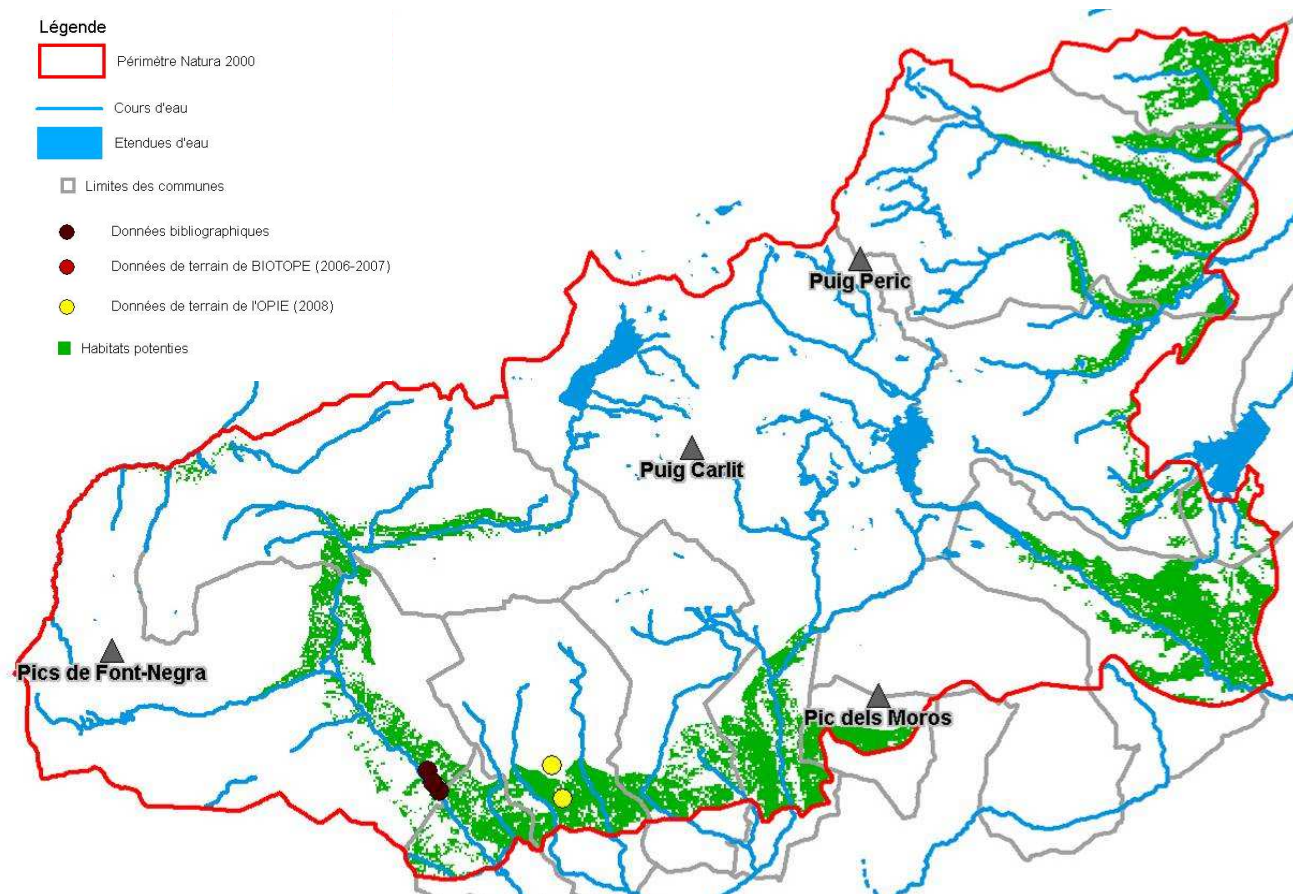 Légende
Périmètre Natura 2000
Cours d'eau
Etendues d'eau
Limites des communes
Données bibliographiques
Données de terrain de BIOTOPE (2006-2007)
Données de terrain de l'OPIE (2008)
Habitats potenties
Puig Peric
Puig Carlit
Pics de Font-Negra
Pic dels Moros